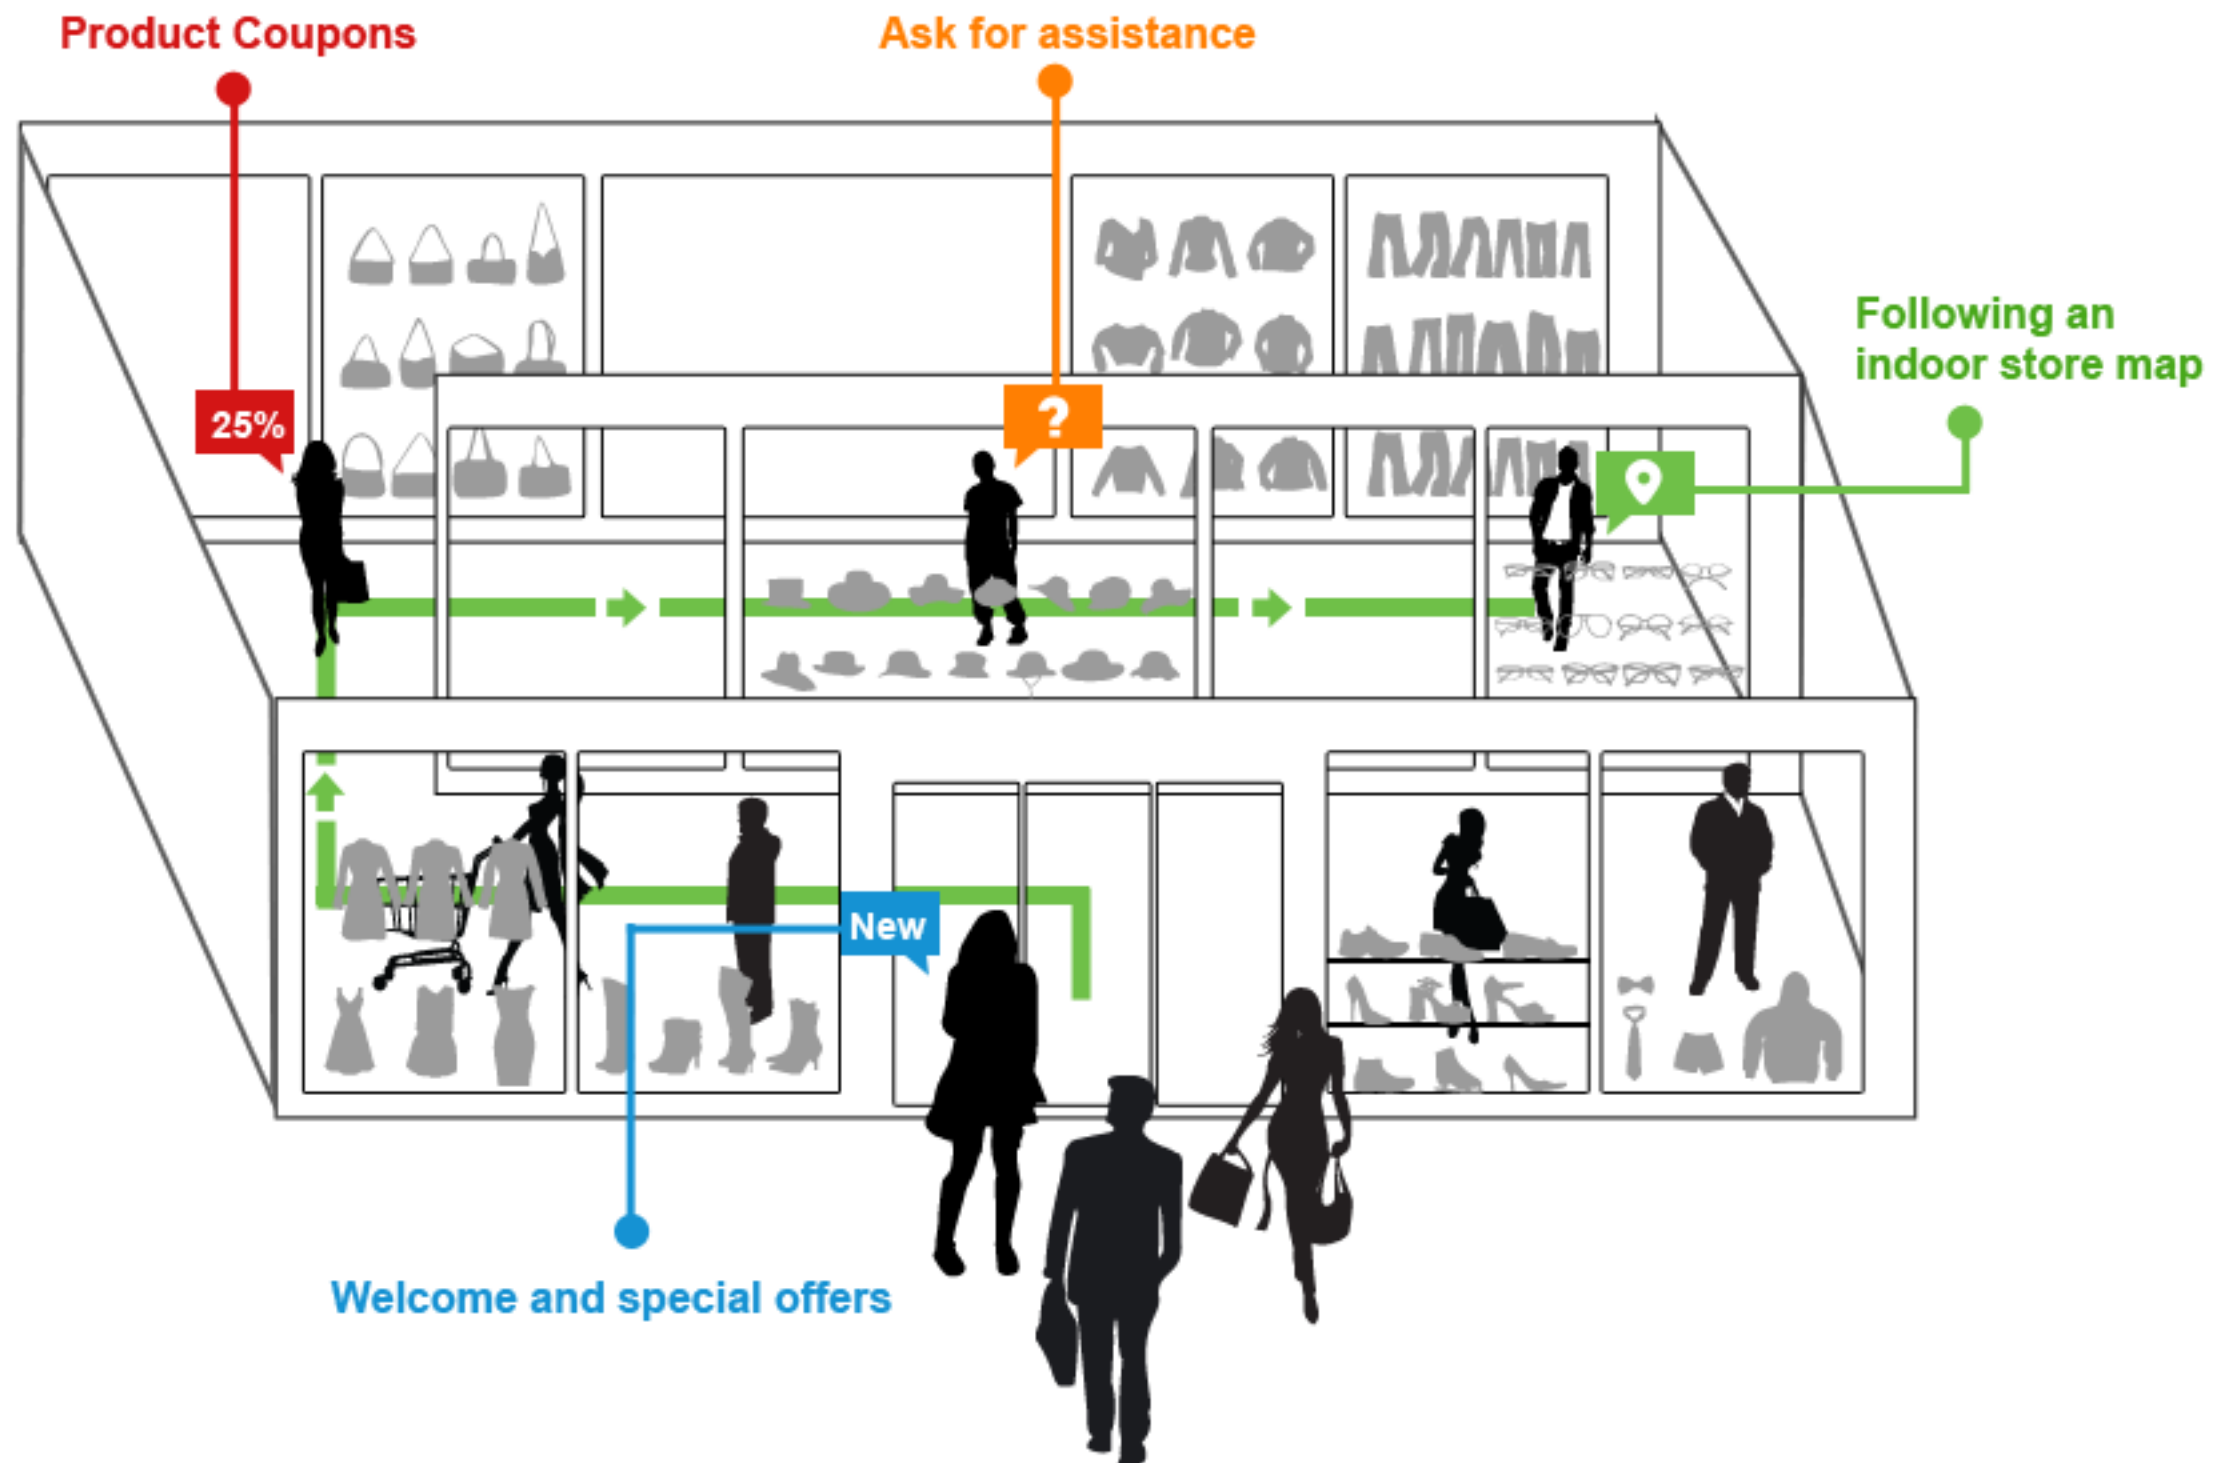 Product Coupons
Ask for assistance
Following an
indoor store map
25%
?
New
Welcome and special offers